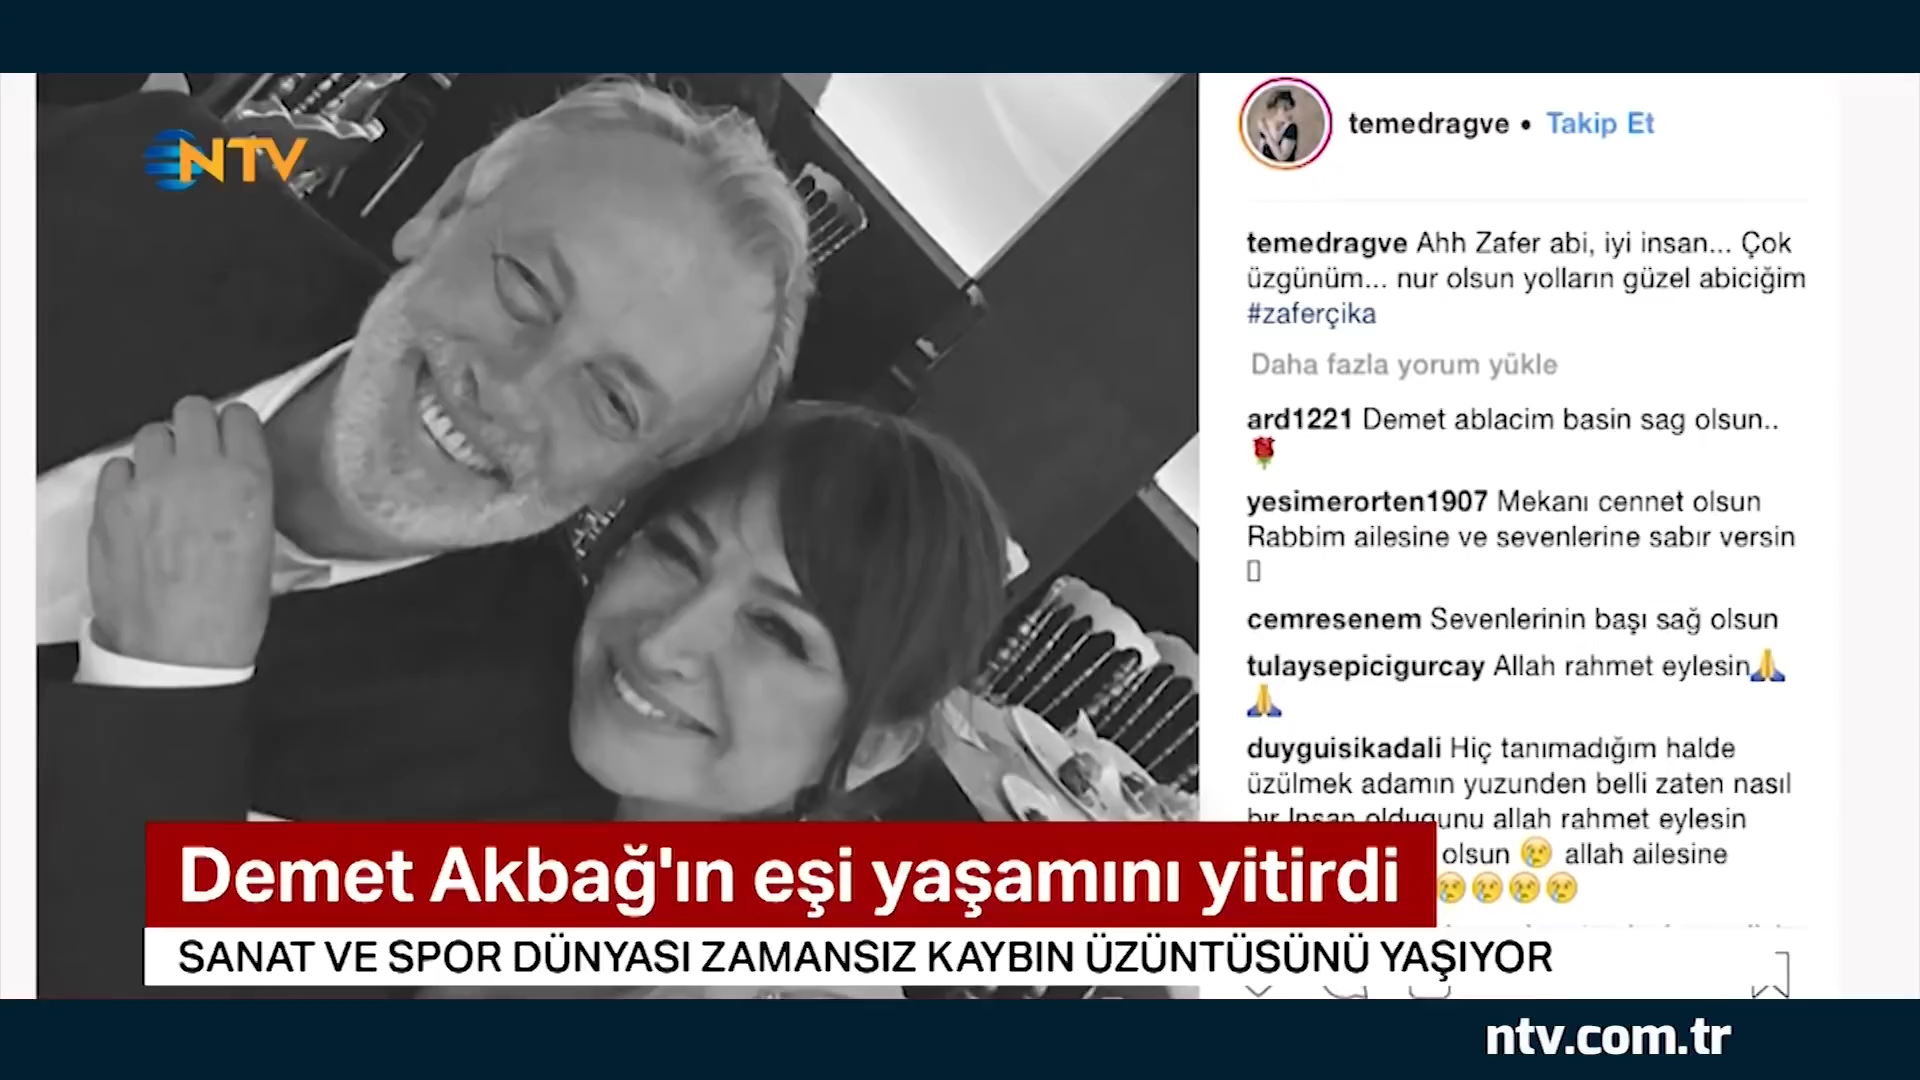 NTV
temedragve • Takip Et
temedragve Ahh Zafer abi, iyi insan... Çok
üzgünüm... nur olsun yolların güzel abiciğim
#zaferçika
Daha fazla yorum yükle
ard1221 Demet ablacim basin sag olsun..
yesimerorten1907 Mekanı cennet olsun
Rabbim ailesine ve sevenlerine sabır versin
cemresenem Sevenlerinin başı sağ olsun
tulaysepicigurcay Allah rahmet eylesin🙏
🙏
duyguisikadali Hiç tanımadığım halde
üzülmek adamın yuzunden belli zaten nasıl
bır Insan oldugunu allah rahmet eylesin
olsun 😢 allah ailesine
😢😢😢😢
Demet Akbağ'ın eşi yaşamını yitirdi
SANAT VE SPOR DÜNYASI ZAMANSIZ KAYBIN ÜZÜNTÜSÜNÜ YAŞIYOR
ntv.com.tr